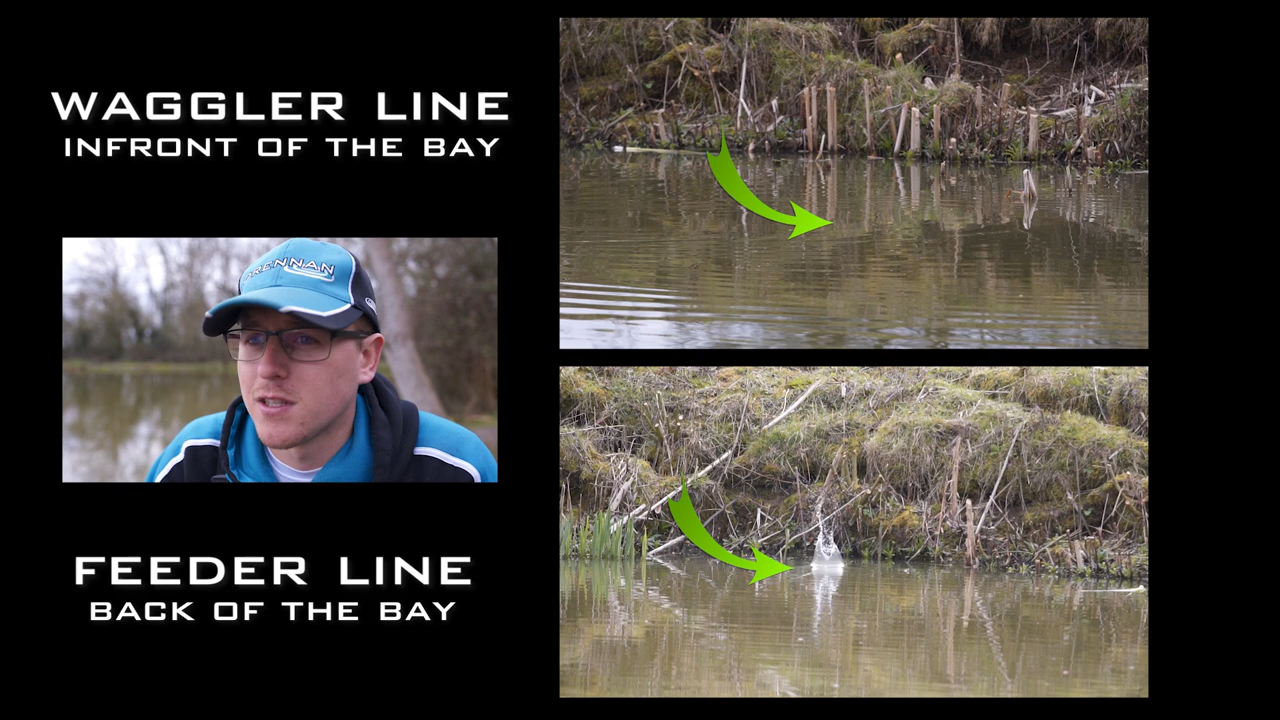 WAGGLER LINE
INFRONT OF THE BAY
DRENNAN
FEEDER LINE
BACK OF THE BAY